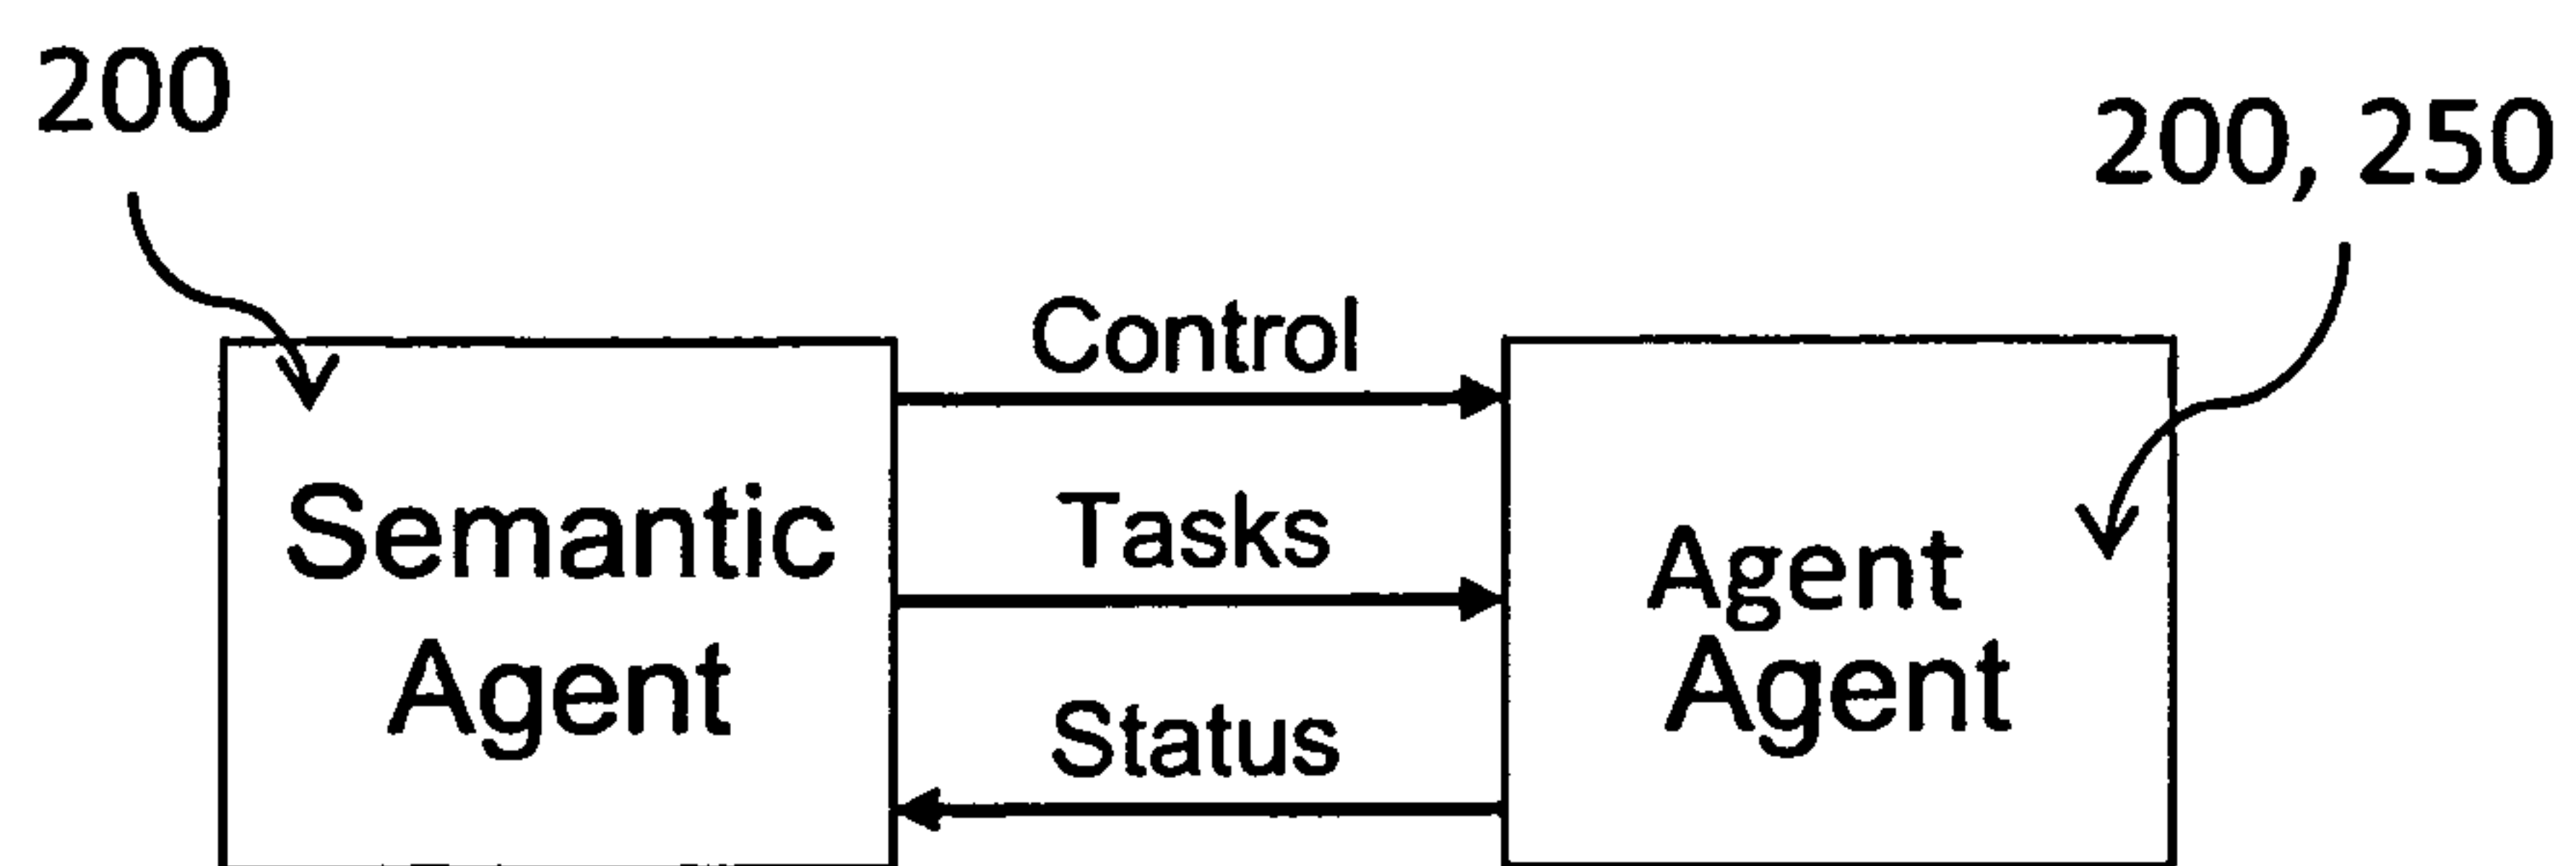 200
200, 250
Control
Tasks
Status
Semantic
Agent
Agent
Agent